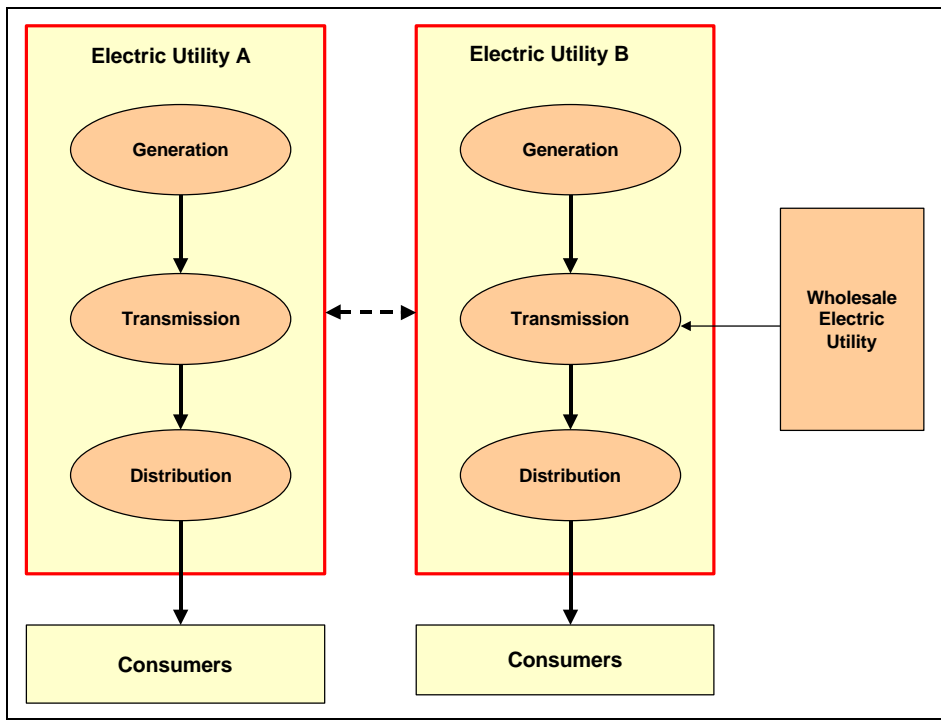 Electric Utility A
Generation
Transmission
Distribution
Consumers
Electric Utility B
Generation
Transmission
Distribution
Consumers
Wholesale
Electric
Utility